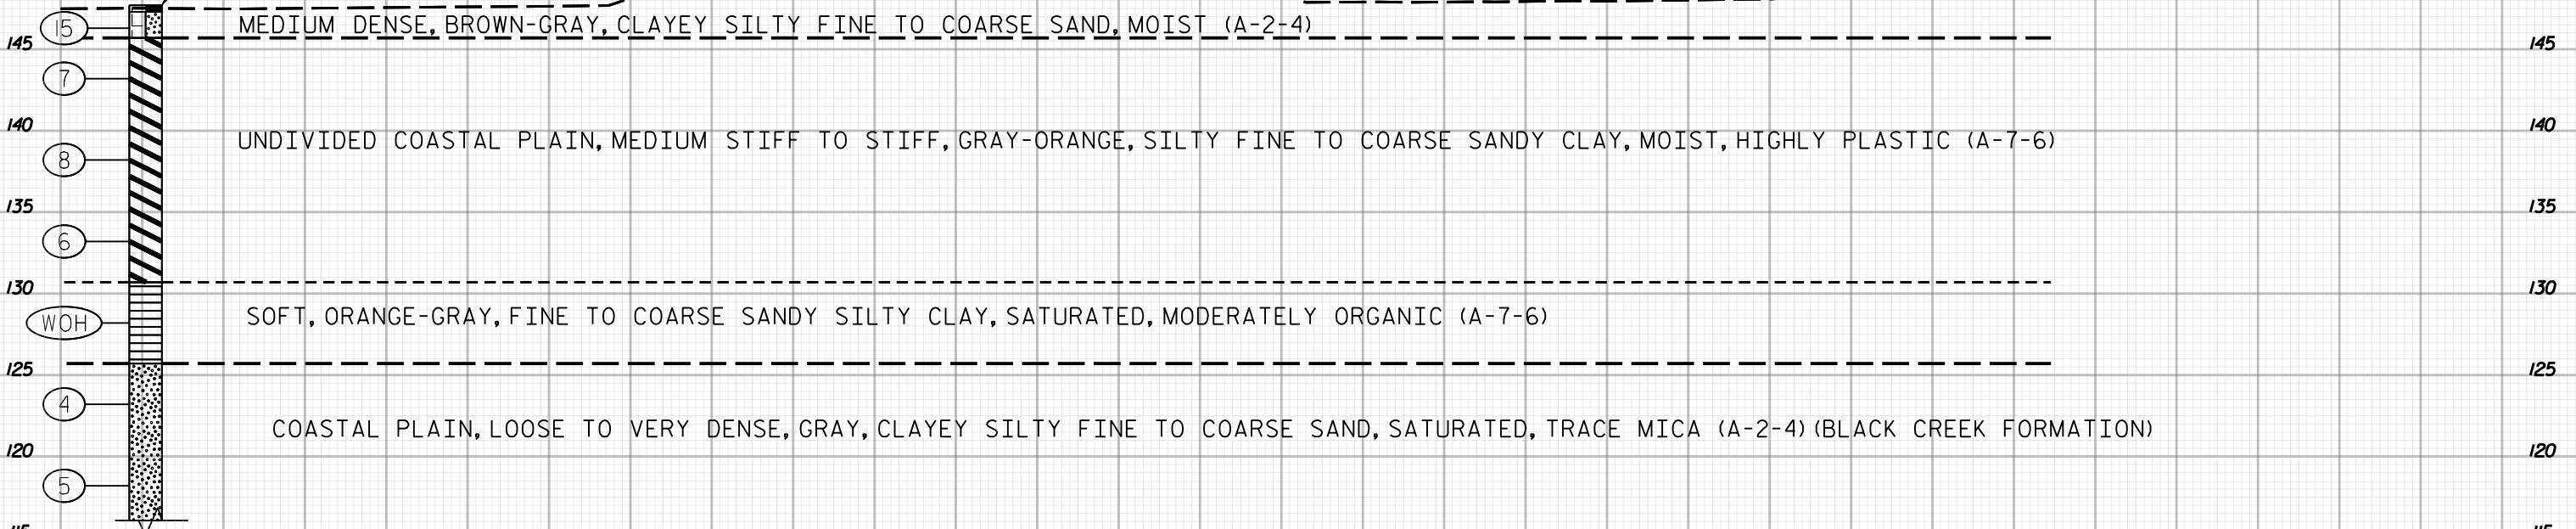 15 MEDIUM DENSE, BROWN-GRAY, CLAYEY SILTY FINE TO COARSE SAND, MOIST (A-2-4)
145 145
7
140 140
UNDIVIDED COASTAL PLAIN, MEDIUM STIFF TO STIFF, GRAY-ORANGE, SILTY FINE TO COARSE SANDY CLAY, MOIST, HIGHLY PLASTIC (A-7-6)
8
135 135
6
130 130
WOH SOFT, ORANGE-GRAY, FINE TO COARSE SANDY SILTY CLAY, SATURATED, MODERATELY ORGANIC (A-7-6)
125 125
4
COASTAL PLAIN, LOOSE TO VERY DENSE, GRAY, CLAYEY SILTY FINE TO COARSE SAND, SATURATED, TRACE MICA (A-2-4) (BLACK CREEK FORMATION)
120 120
5